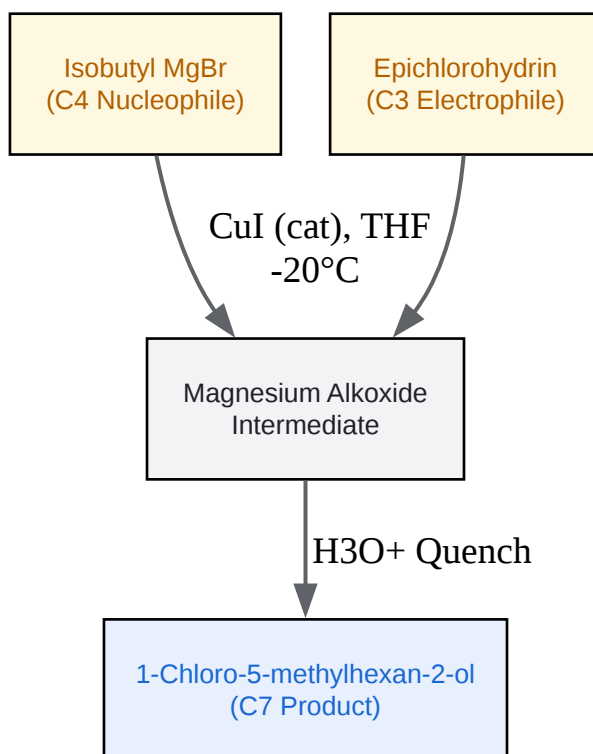 Isobutyl MgBr
(C4 Nucleophile)
Epichlorohydrin
(C3 Electrophile)
CuI (cat), THF
-20°C
Magnesium Alkoxide
Intermediate
H3O+ Quench
1-Chloro-5-methylhexan-2-ol
(C7 Product)